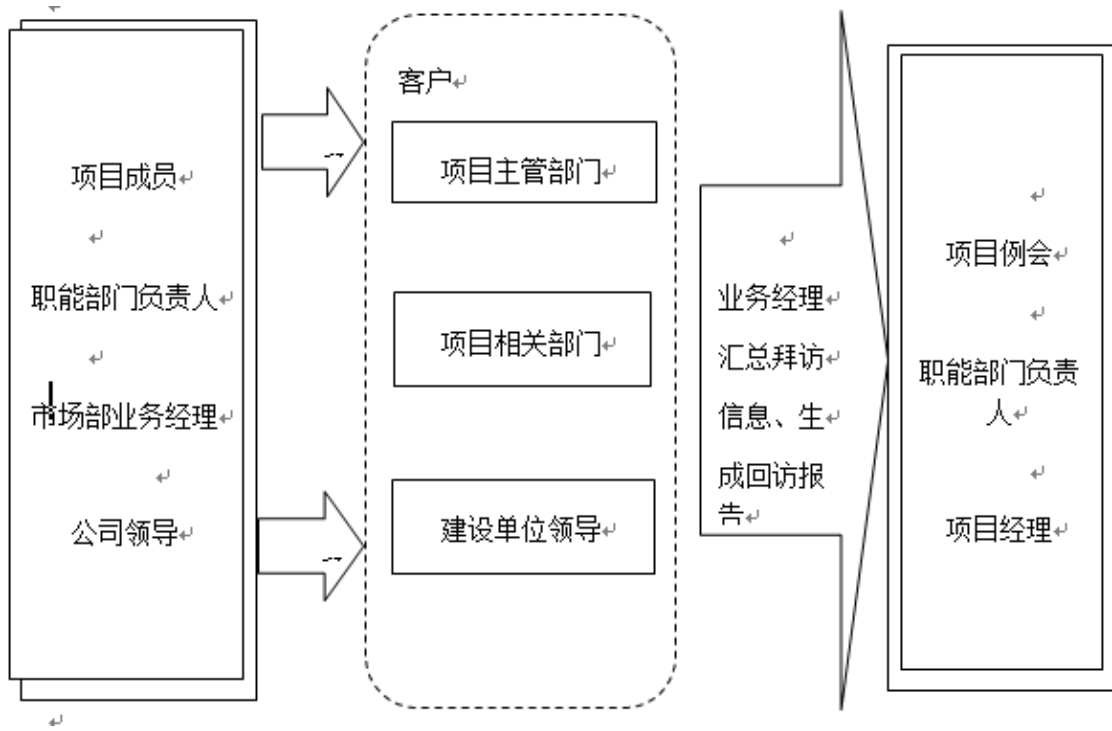 项目成员
职能部门负责人
市场部业务经理
公司领导
客户
项目主管部门
项目相关部门
建设单位领导
业务经理
汇总拜访
信息、生
成回访报
告
项目例会
职能部门负责
人
项目经理